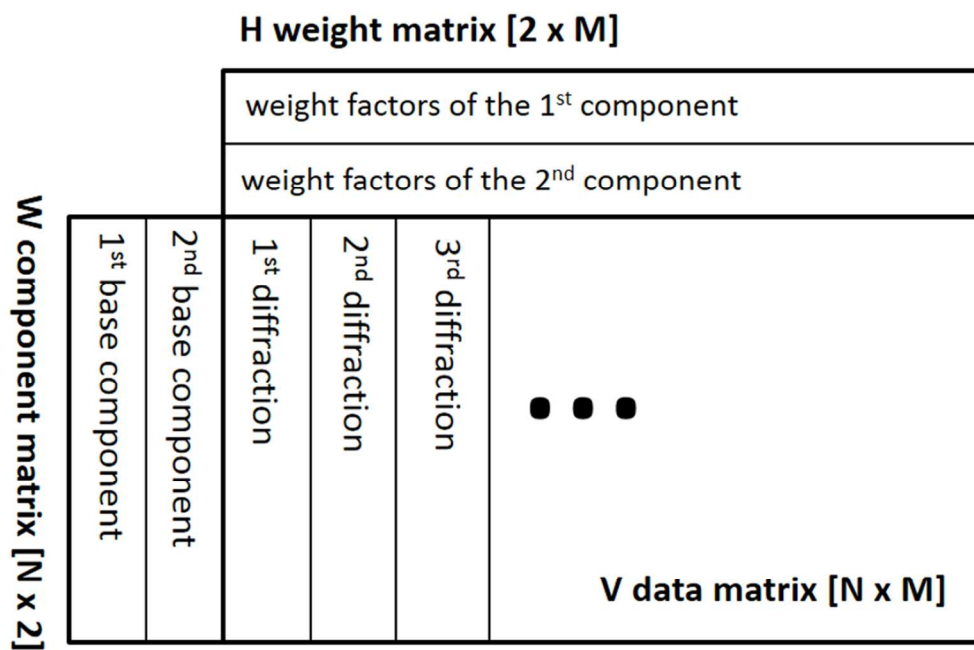 H weight matrix [2 x M]
weight factors of the 1st component
weight factors of the 2nd component
W component matrix [N x 2]
1st base component
2nd base component
1st diffraction
2nd diffraction
3rd diffraction
V data matrix [N x M]